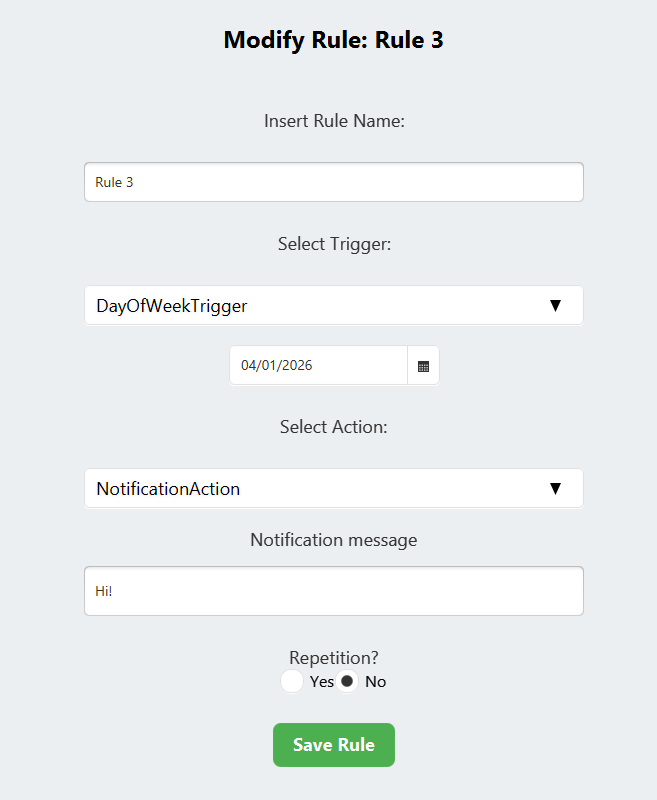 Modify Rule: Rule 3
Insert Rule Name:
Rule 3
Select Trigger:
DayOfWeekTrigger
04/01/2026
Select Action:
NotificationAction
Notification message
Hi!
Repetition?
Yes No
Save Rule